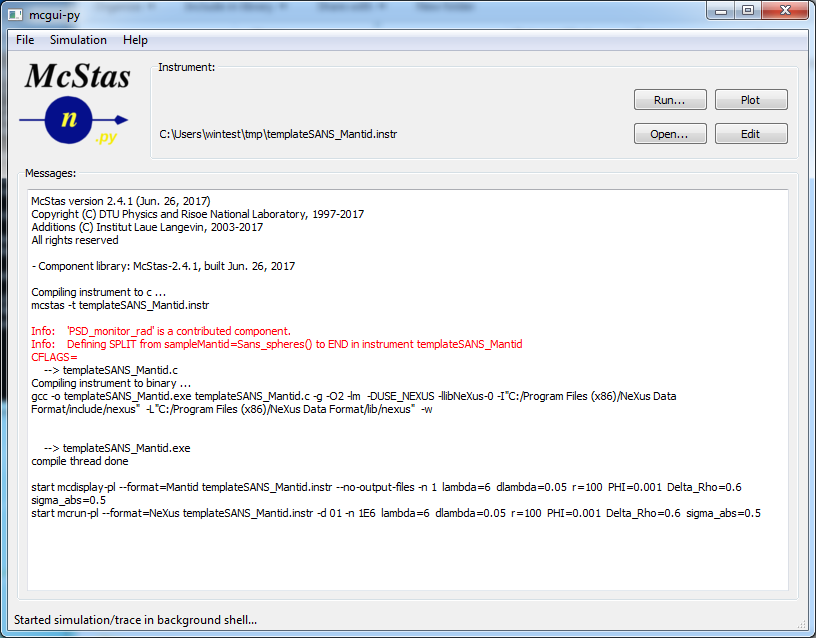 mcgui-py
File Simulation Help
McStas
n
.py
Instrument:
Run... Plot
C:\Users\wintest\tmp\templateSANS_Mantid.instr
Open... Edit
Messages:
McStas version 2.4.1 (Jun. 26, 2017)
Copyright (C) DTU Physics and Risoe National Laboratory, 1997-2017
Additions (C) Institut Laue Langevin, 2003-2017
All rights reserved
- Component library: McStas-2.4.1, built Jun. 26, 2017
Compiling instrument to c ...
mcstas -t templateSANS_Mantid.instr
Info: 'PSD_monitor_rad' is a contributed component.
Info: Defining SPLIT from sampleMantid=Sans_spheres() to END in instrument templateSANS_Mantid
CFLAGS=
--> templateSANS_Mantid.c
Compiling instrument to binary ...
gcc -o templateSANS_Mantid.exe templateSANS_Mantid.c -g -O2 -lm -DUSE_NEXUS -llibNeXus-0 -I"C:/Program Files (x86)/NeXus Data
Format/include/nexus" -L"C:/Program Files (x86)/NeXus Data Format/lib/nexus" -w
--> templateSANS_Mantid.exe
compile thread done
start mcdisplay-pl --format=Mantid templateSANS_Mantid.instr --no-output-files -n 1 lambda=6 dlambda=0.05 r=100 PHI=0.001 Delta_Rho=0.6
sigma_abs=0.5
start mcrun-pl --format=NeXus templateSANS_Mantid.instr -d 01 -n 1E6 lambda=6 dlambda=0.05 r=100 PHI=0.001 Delta_Rho=0.6 sigma_abs=0.5
Started simulation/trace in background shell...